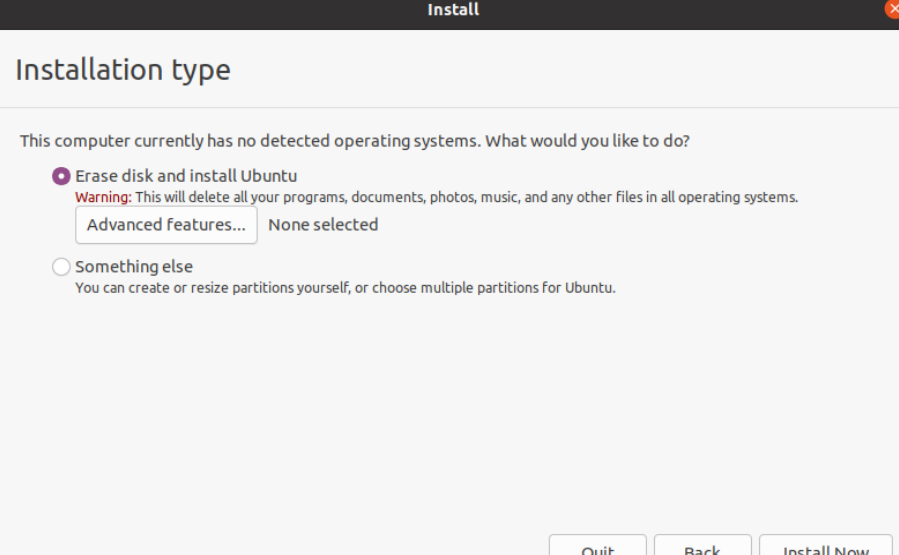 Install
Installation type
This computer currently has no detected operating systems. What would you like to do?
Erase disk and install Ubuntu
Warning: This will delete all your programs, documents, photos, music, and any other files in all operating systems.
Advanced features... None selected
Something else
You can create or resize partitions yourself, or choose multiple partitions for Ubuntu.
Quit Back Install Now